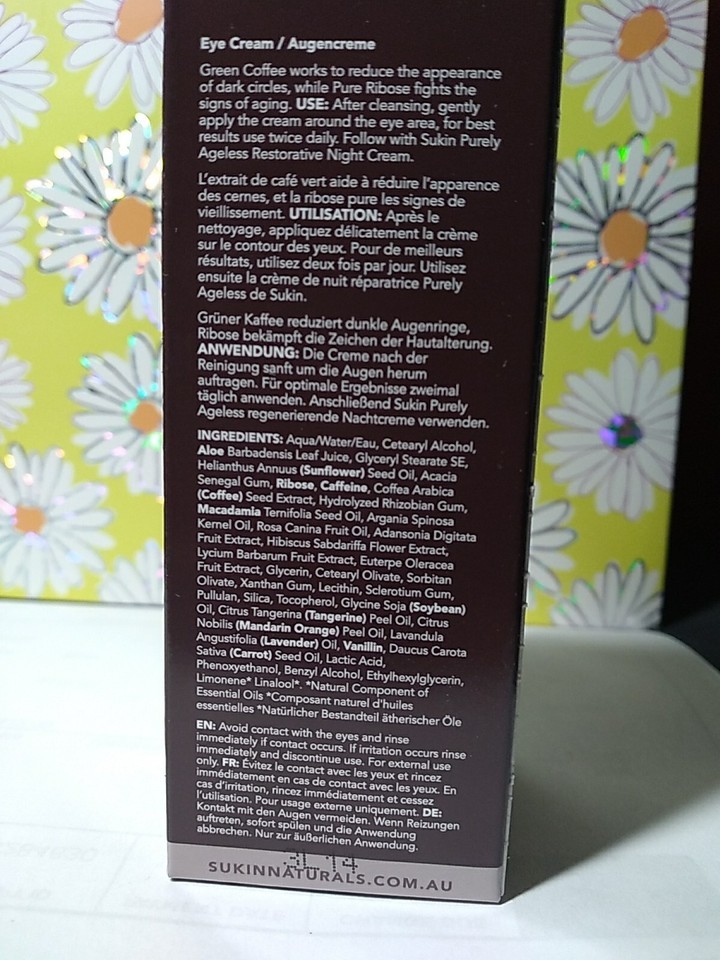 Eye Cream / Augencreme
Green Coffee works to reduce the appearance
of dark circles, while Pure Ribose fights the
signs of aging. USE: After cleansing, gently
apply the cream around the eye area, for best
results use twice daily. Follow with Sukin Purely
Ageless Restorative Night Cream.
L'extrait de café vert aide à réduire l'apparence
des cernes, et la ribose pure les signes de
vieillissement. UTILISATION: Après le
nettoyage, appliquez délicatement la crème
sur le contour des yeux. Pour de meilleurs
résultats, utilisez deux fois par jour. Utilisez
ensuite la crème de nuit réparatrice Purely
Ageless de Sukin.
Grüner Kaffee reduziert dunkle Augenringe,
Ribose bekämpft die Zeichen der Hautalterung.
ANWENDUNG: Die Creme nach der
Reinigung sanft um die Augen herum
auftragen. Für optimale Ergebnisse zweimal
täglich anwenden. Anschließend Sukin Purely
Ageless regenerierende Nachtcreme verwenden.
INGREDIENTS: Aqua/Water/Eau, Cetearyl Alcohol,
Aloe Barbadensis Leaf Juice, Glyceryl Stearate SE,
Helianthus Annuus (Sunflower) Seed Oil, Acacia
Senegal Gum, Ribose, Caffeine, Coffea Arabica
(Coffee) Seed Extract, Hydrolyzed Rhizobian Gum,
Macadamia Ternifolia Seed Oil, Argania Spinosa
Kernel Oil, Rosa Canina Fruit Oil, Adansonia Digitata
Fruit Extract, Hibiscus Sabdariffa Flower Extract,
Lycium Barbarum Fruit Extract, Euterpe Oleracea
Fruit Extract, Glycerin, Cetearyl Olivate, Sorbitan
Olivate, Xanthan Gum, Lecithin, Sclerotium Gum,
Pullulan, Silica, Tocopherol, Glycine Soja (Soybean)
Oil, Citrus Tangerina (Tangerine) Peel Oil, Citrus
Nobilis (Mandarin Orange) Peel Oil, Lavandula
Angustifolia (Lavender) Oil, Vanillin, Daucus Carota
Sativa (Carrot) Seed Oil, Lactic Acid,
Phenoxyethanol, Benzyl Alcohol, Ethylhexylglycerin,
Limonene* Linalool*. *Natural Component of
Essential Oils *Composant naturel d'huiles
essentielles *Natürlicher Bestandteil ätherischer Öle
EN: Avoid contact with the eyes and rinse
immediately if contact occurs. If irritation occurs rinse
immediately and discontinue use. For external use
only. FR: Évitez le contact avec les yeux et rincez
immédiatement en cas de contact avec les yeux. En
cas d'irritation, rincez immédiatement et cessez
l'utilisation. Pour usage externe uniquement. DE:
Kontakt mit den Augen vermeiden. Wenn Reizungen
auftreten, sofort spülen und die Anwendung
abbrechen. Nur zur äußerlichen Anwendung.
SUKINNATURALS.COM.AU